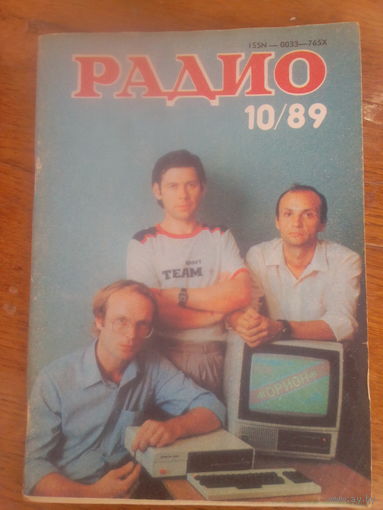 ISSN — 0033—765X
РАДИО
10/89
TEAM
«ОРИОН»